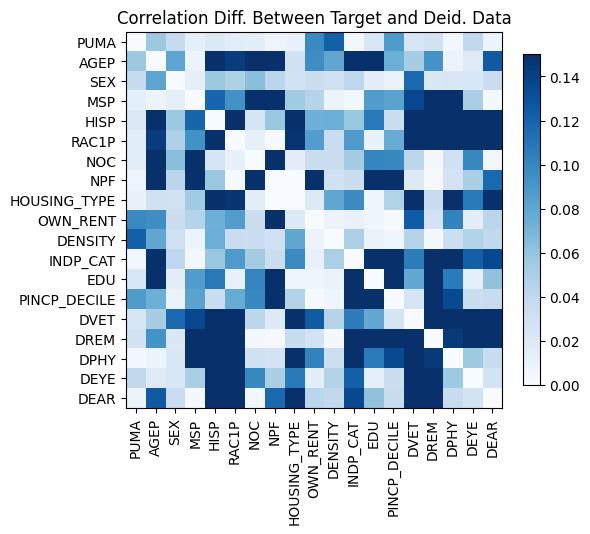 Correlation Diff. Between Target and Deid. Data
PUMA
AGEP
SEX
MSP
HISP
RAC1P
NOC
NPF
HOUSING_TYPE
OWN_RENT
DENSITY
INDP_CAT
EDU
PINCP_DECILE
DVET
DREM
DPHY
DEYE
DEAR
PUMA
AGEP
SEX
MSP
HISP
RAC1P
NOC
NPF
HOUSING_TYPE
OWN_RENT
DENSITY
INDP_CAT
EDU
PINCP_DECILE
DVET
DREM
DPHY
DEYE
DEAR
0.14
0.12
0.10
0.08
0.06
0.04
0.02
0.00